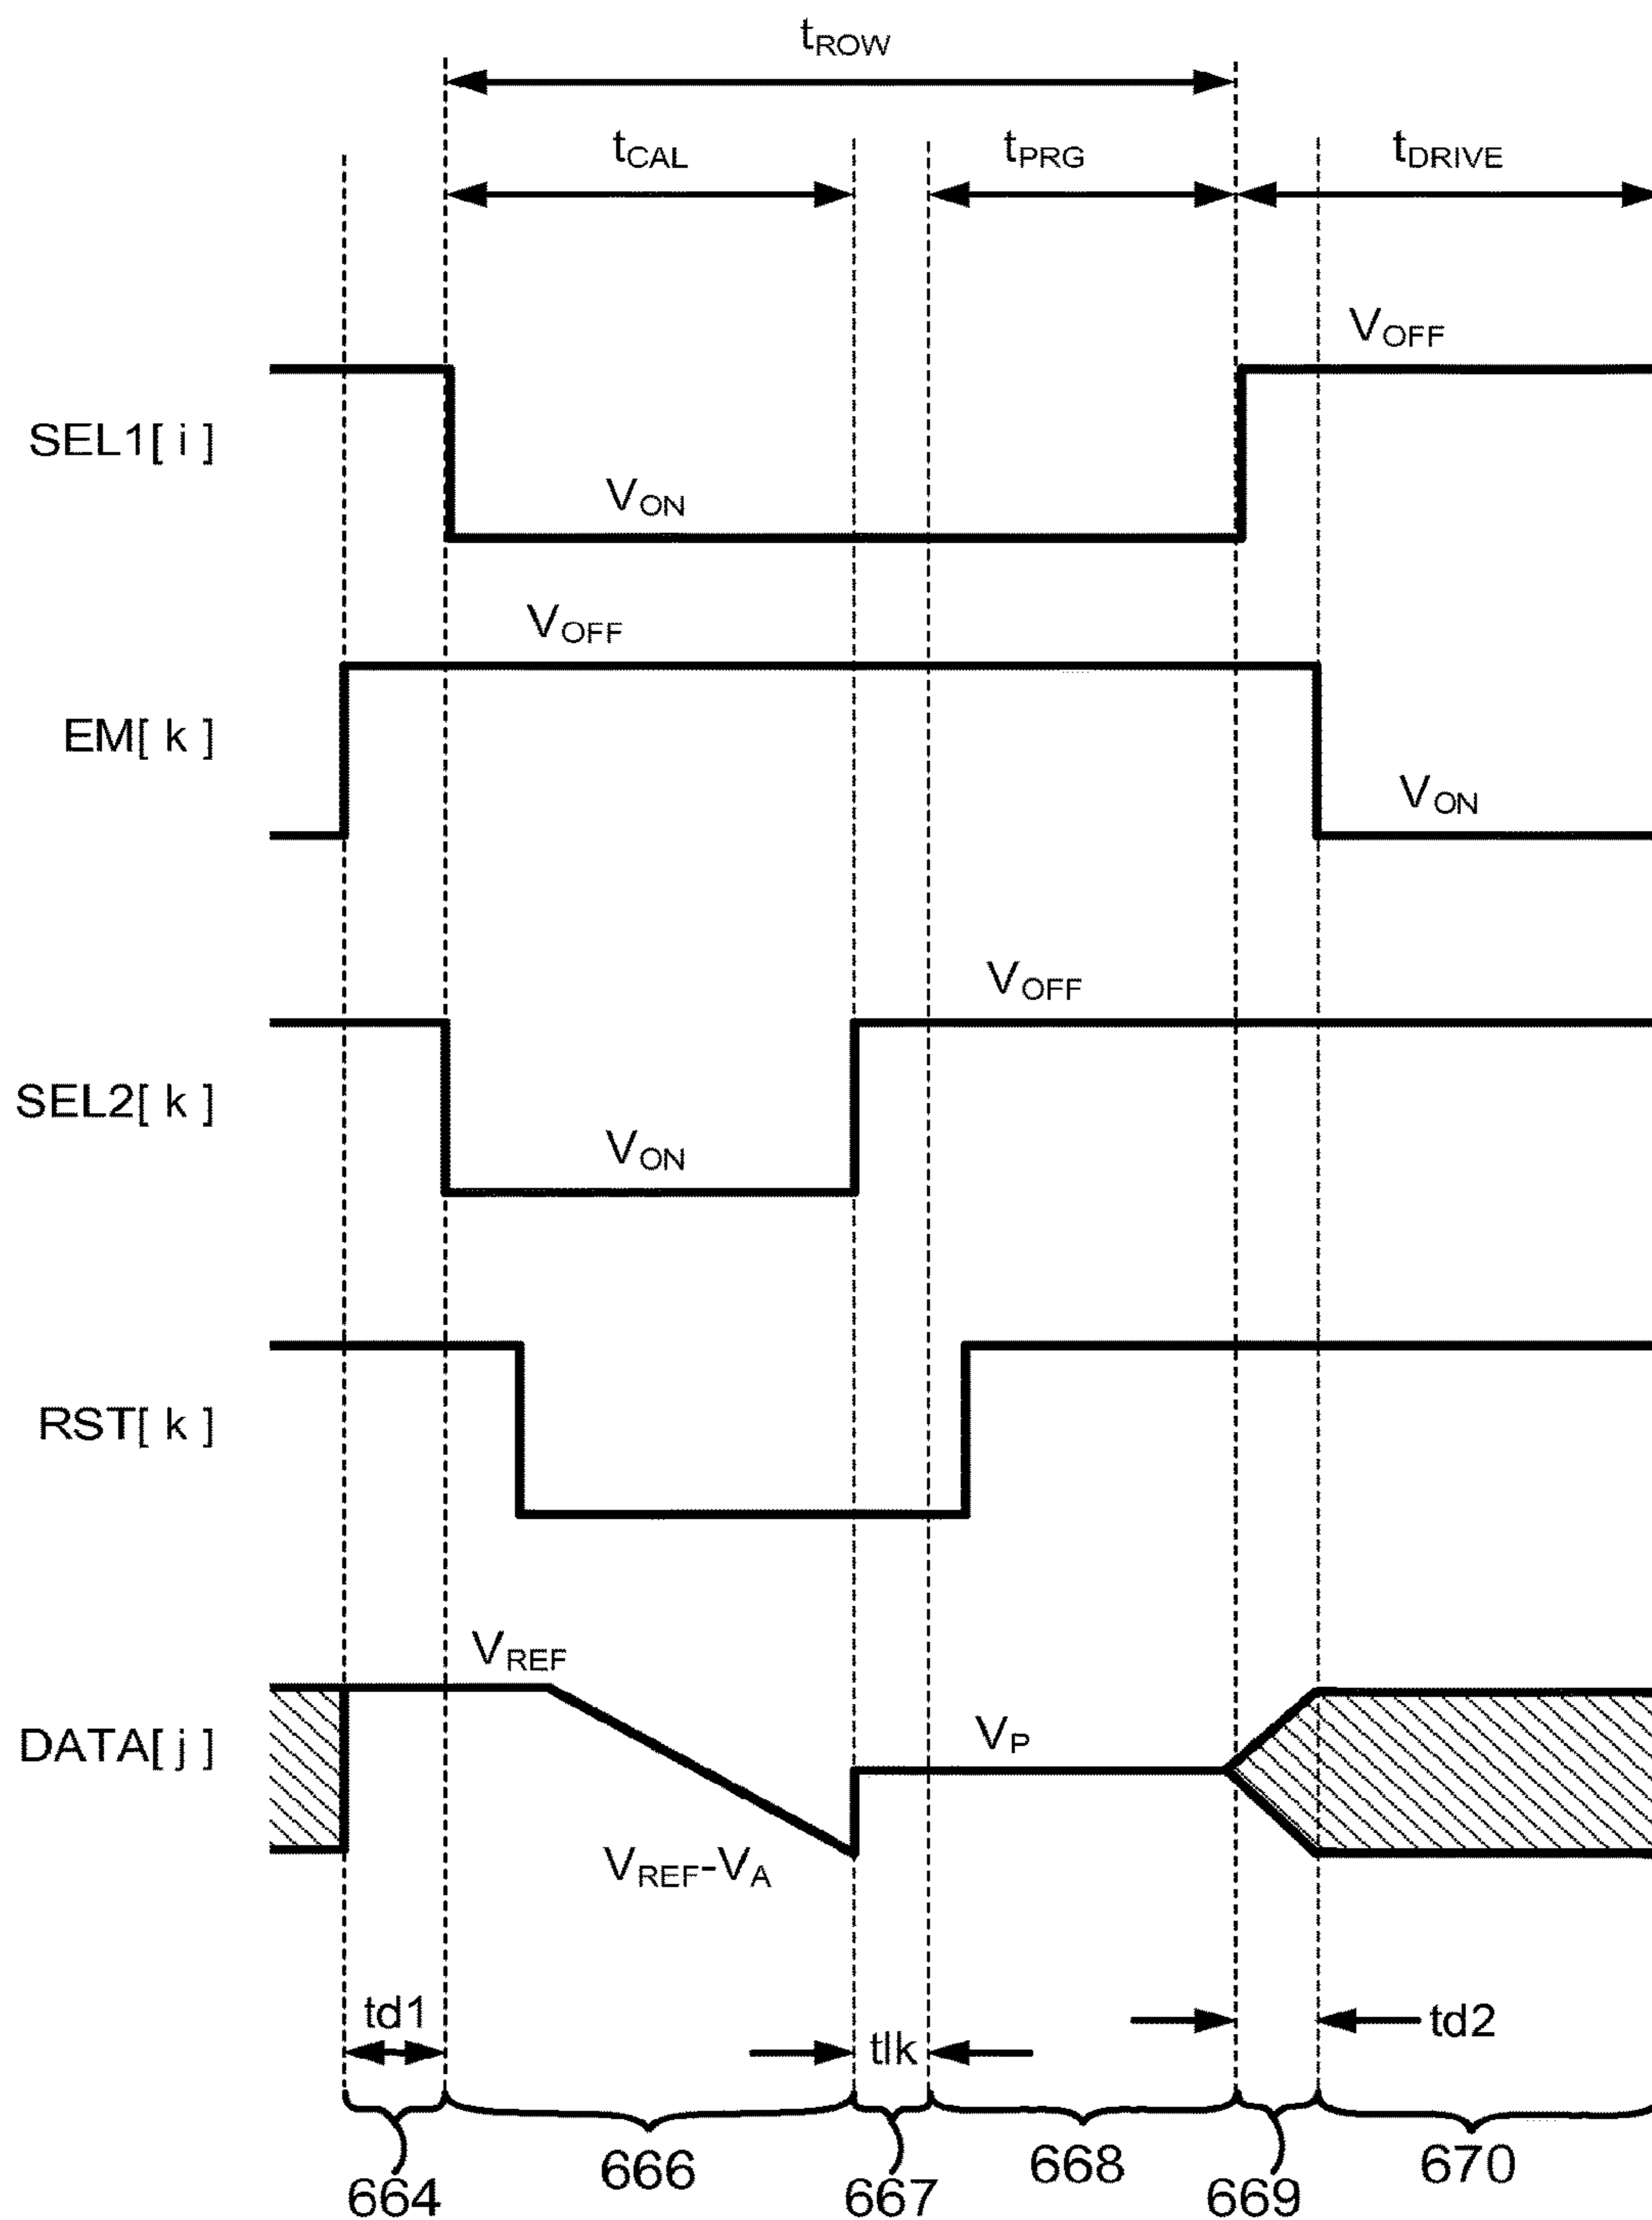 tROW
tCAL
tPRG
tDRIVE
VOFF
SEL1[ i ]
VON
VOFF
EM[ k ]
VON
VOFF
SEL2[ k ]
VON
RST[ k ]
VREF
DATA[ j ]
VP
VREF-VA
td1
tlk
td2
664
666
667
668
669
670